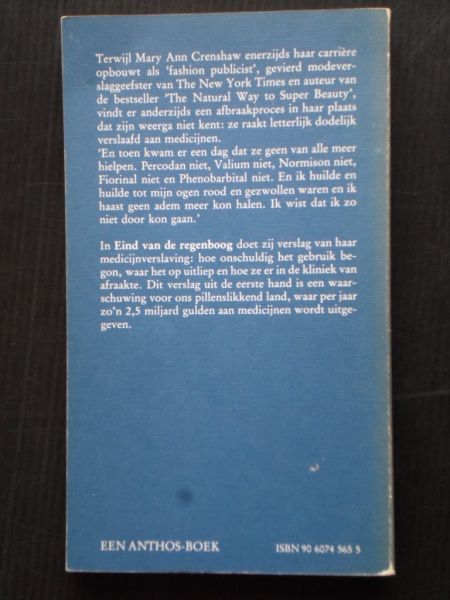 Terwijl Mary Ann Crenshaw enerzijds haar carrière
opbouwt als 'fashion publicist', gevierd modever-
slaggeefster van The New York Times en auteur van
de bestseller 'The Natural Way to Super Beauty',
vindt er anderzijds een afbraakproces in haar plaats
dat zijn weerga niet kent: ze raakt letterlijk dodelijk
verslaafd aan medicijnen.
'En toen kwam er een dag dat ze geen van alle meer
hielpen. Percodan niet, Valium niet, Normison niet,
Fiorinal niet en Phenobarbital niet. En ik huilde en
huilde tot mijn ogen rood en gezwollen waren en ik
haast geen adem meer kon halen. Ik wist dat ik zo
niet door kon gaan.'
In Eind van de regenboog doet zij verslag van haar
medicijnverslaving: hoe onschuldig het gebruik be-
gon, waar het op uitliep en hoe ze er in de kliniek van
afraakte. Dit verslag uit de eerste hand is een waar-
schuwing voor ons pillenslikkend land, waar per jaar
zo'n 2,5 miljard gulden aan medicijnen wordt uitge-
geven.
EEN ANTHOS-BOEK
ISBN 90 6074 565 5